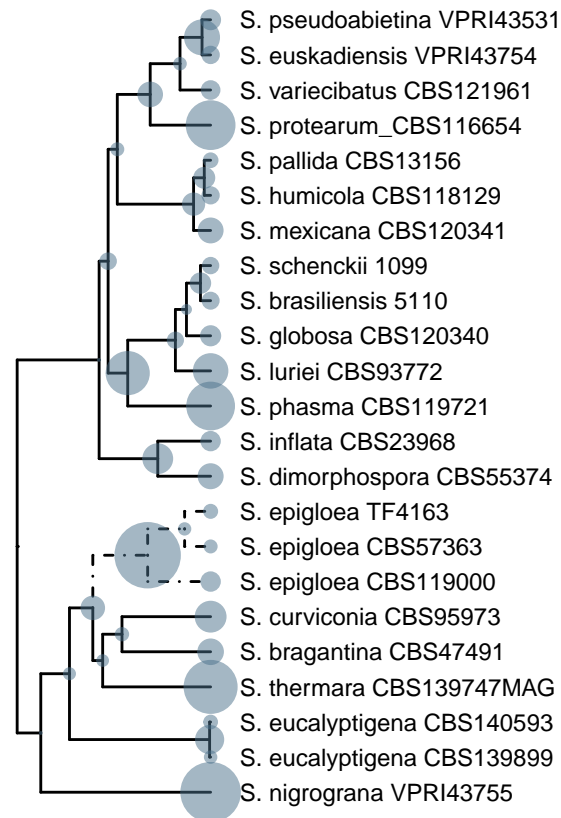 S. pseudoabietina VPRI43531
S. euskadiensis VPRI43754
S. variecibatus CBS121961
S. protearum_CBS116654
S. pallida CBS13156
S. humicola CBS118129
S. mexicana CBS120341
S. schenckii 1099
S. brasiliensis 5110
S. globosa CBS120340
S. luriei CBS93772
S. phasma CBS119721
S. inflata CBS23968
S. dimorphospora CBS55374
S. epigloea TF4163
S. epigloea CBS57363
S. epigloea CBS119000
S. curviconia CBS95973
S. bragantina CBS47491
S. thermara CBS139747MAG
S. eucalyptigena CBS140593
S. eucalyptigena CBS139899
S. nigrograna VPRI43755